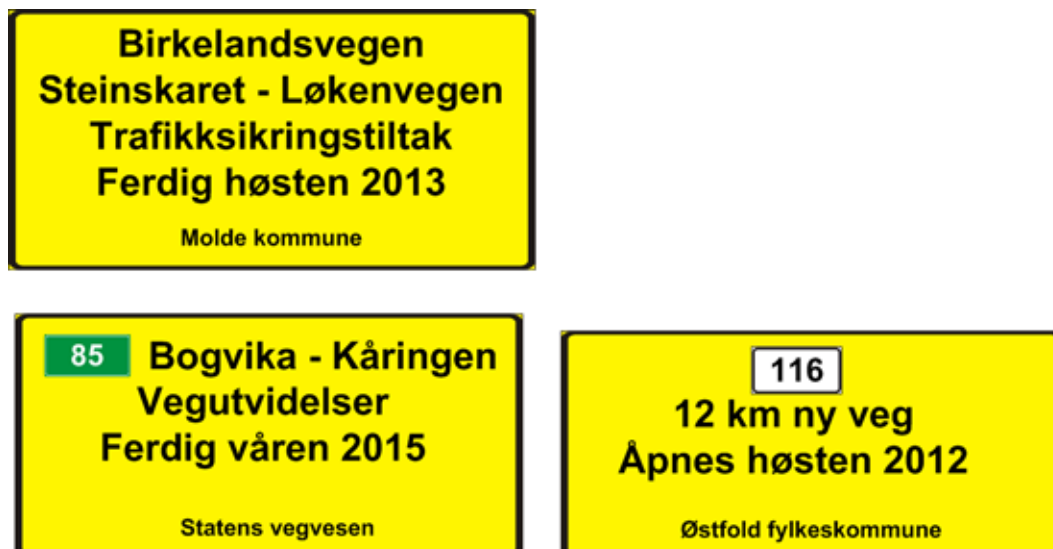 Birkelandsvegen
Steinskaret - Løkenvegen
Trafikksikringstiltak
Ferdig høsten 2013
Molde kommune
85 Bogvika - Kåringen
Vegutvidelser
Ferdig våren 2015
Statens vegvesen
116
12 km ny veg
Åpnes høsten 2012
Østfold fylkeskommune